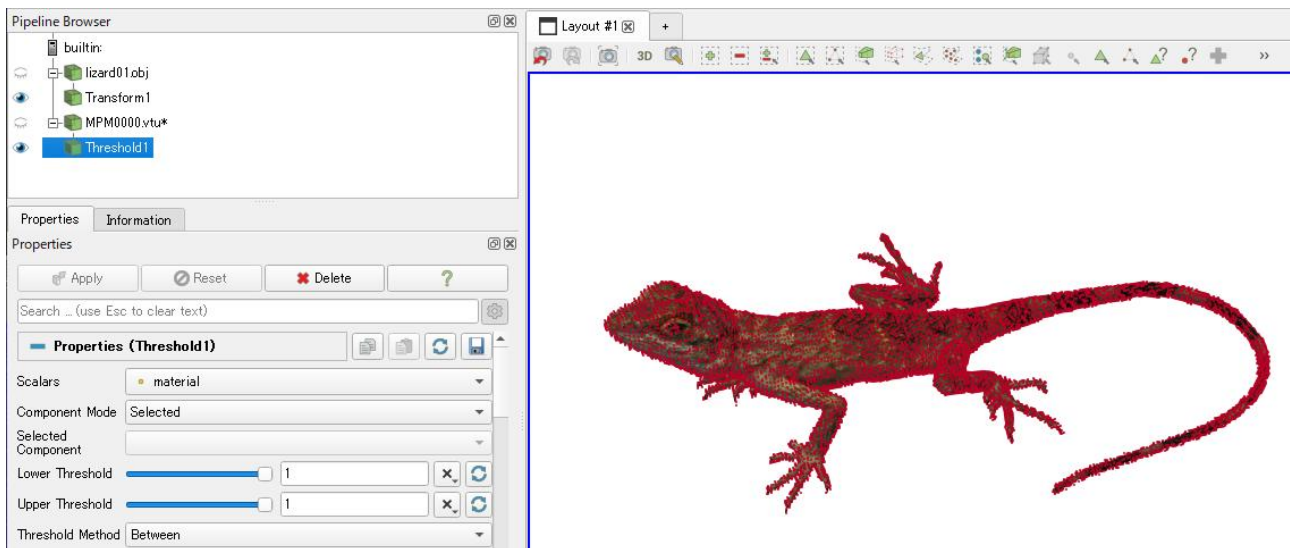 Pipeline Browser
builtin:
lizard01.obj
Transform1
MPM0000.vtu*
Threshold1
Properties
Information
Properties
Apply
Reset
Delete
?
Search ... (use Esc to clear text)
Properties (Threshold1)
Scalars
material
Component Mode
Selected
Selected
Component
Lower Threshold
1
Upper Threshold
1
Threshold Method
Between
Layout #1
+
3D